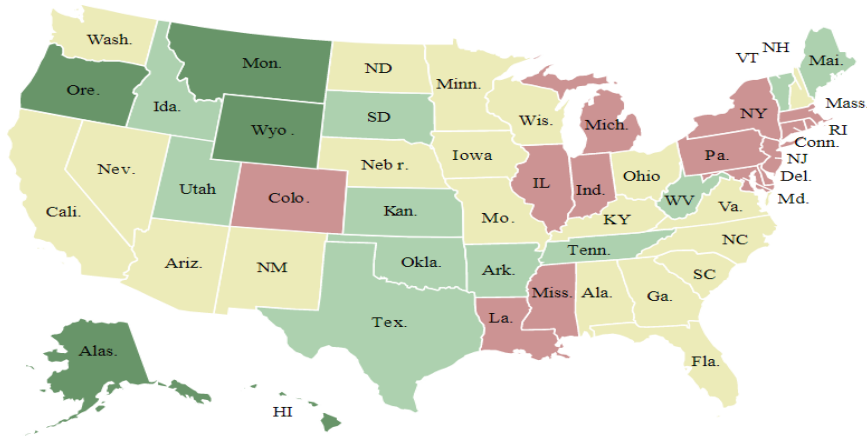 Wash.
Mon.
ND
Minn.
VT
NH
Mai.
Ore.
Ida.
Wyo .
SD
Wis.
Mich.
NY
Mass.
RI
Conn.
NJ
Del.
Md.
Nev.
Utah
Colo.
Neb r.
Iowa
IL
Ind.
Ohio
Pa.
WV
Va.
Cali.
Kan.
Mo.
KY
NC
Ariz.
NM
Okla.
Ark.
Tenn.
SC
Tex.
La.
Miss.
Ala.
Ga.
Fla.
Alas.
HI